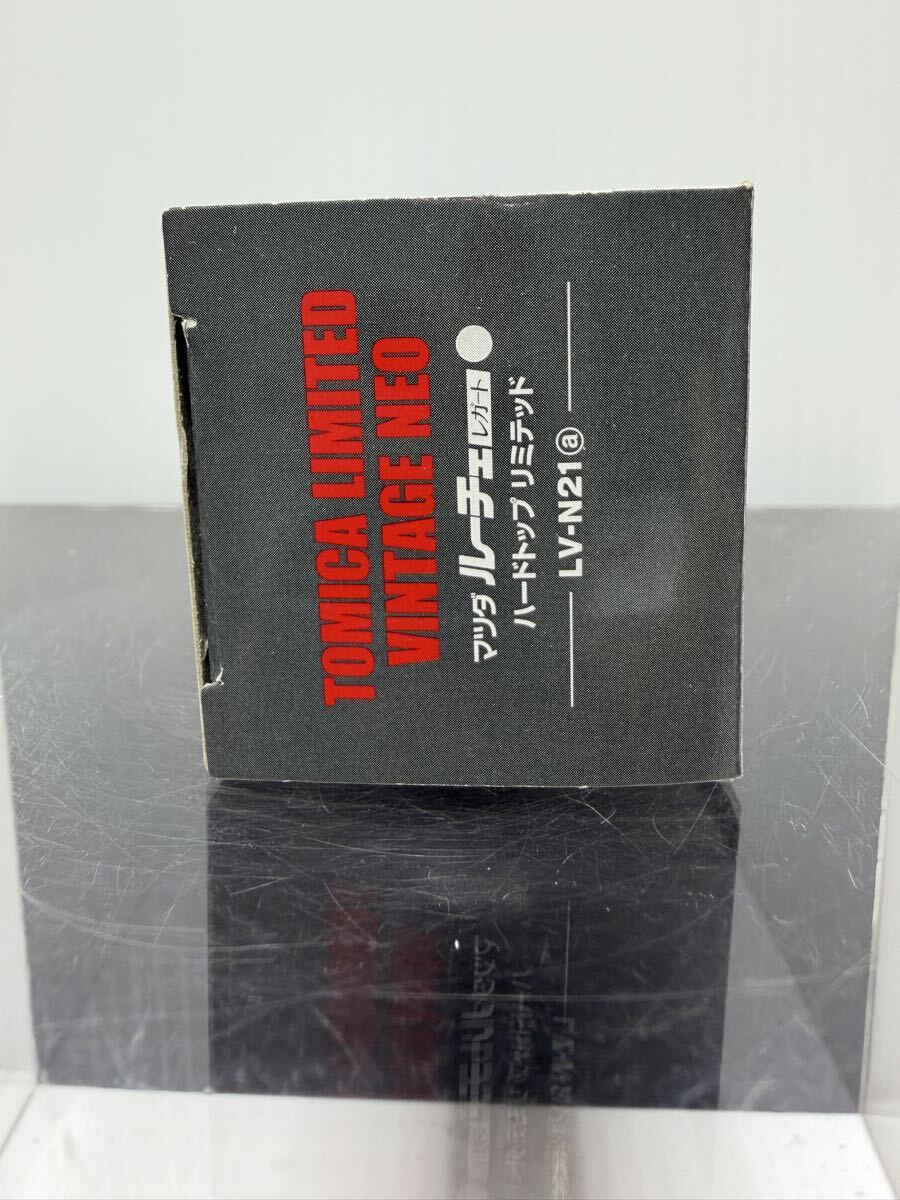 TOMICA LIMITED
VINTAGE NEO
マツダ ルーチェ レガート
ハードトップ リミテッド
LV-N21ⓐ